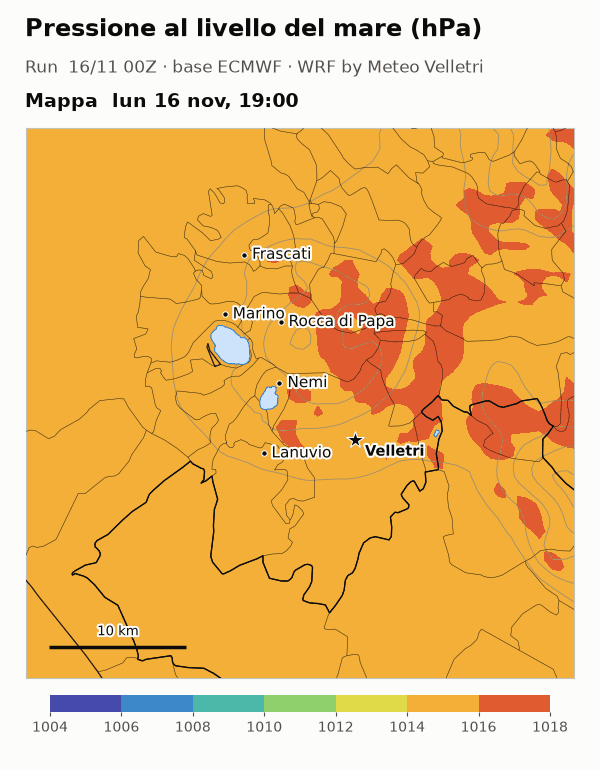 Pressione al livello del mare (hPa)
Run  16/11 00Z · base ECMWF · WRF by Meteo Velletri
Mappa  lun 16 nov, 19:00
Frascati
Marino
Rocca di Papa
Nemi
Velletri
Lanuvio
10 km
1004 1006 1008 1010 1012 1014 1016 1018